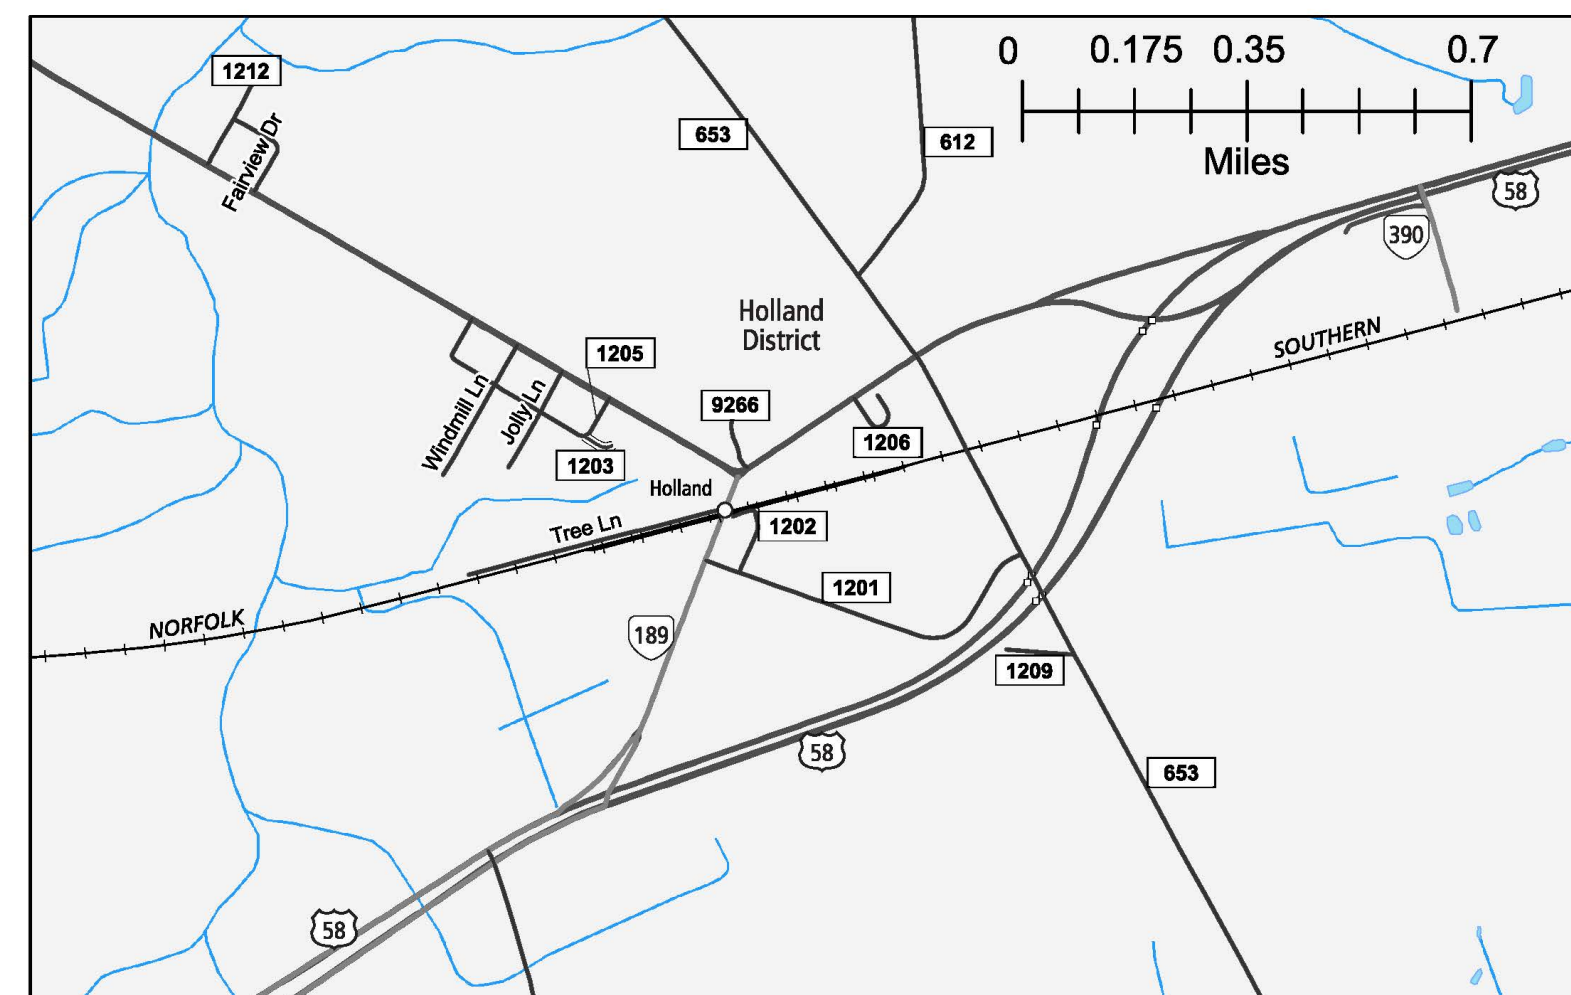 0 0.175 0.35 0.7
Miles
1212
Fairview Dr
653
612
58
390
SOUTHERN
Holland
District
1205
9266
Windmill Ln
Jolly Ln
1203
1206
Holland
Tree Ln
1202
1201
NORFOLK
189
1209
58
653
58